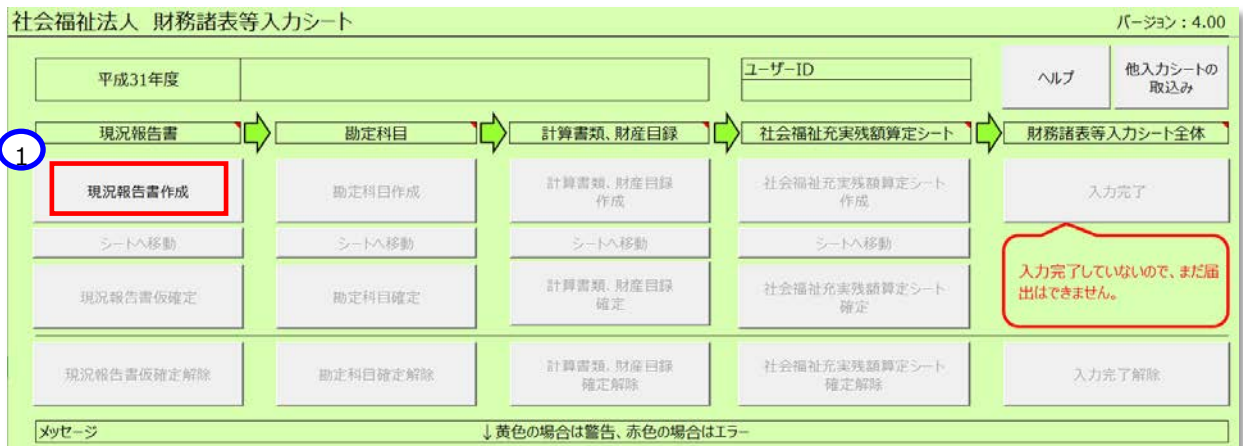 社会福祉法人 財務諸表等入力シート
バージョン：4.00
平成31年度
ユーザーID
ヘルプ
他入力シートの
取込み
現況報告書
勘定科目
計算書類、財産目録
社会福祉充実残額算定シート
財務諸表等入力シート全体
1
現況報告書作成
勘定科目作成
計算書類、財産目録
作成
社会福祉充実残額算定シート
作成
入力完了
シートへ移動
シートへ移動
シートへ移動
シートへ移動
入力完了していないので、まだ届
出はできません。
現況報告書仮確定
勘定科目確定
計算書類、財産目録
確定
社会福祉充実残額算定シート
確定
現況報告書仮確定解除
勘定科目確定解除
計算書類、財産目録
確定解除
社会福祉充実残額算定シート
確定解除
入力完了解除
メッセージ
↓黄色の場合は警告、赤色の場合はエラー